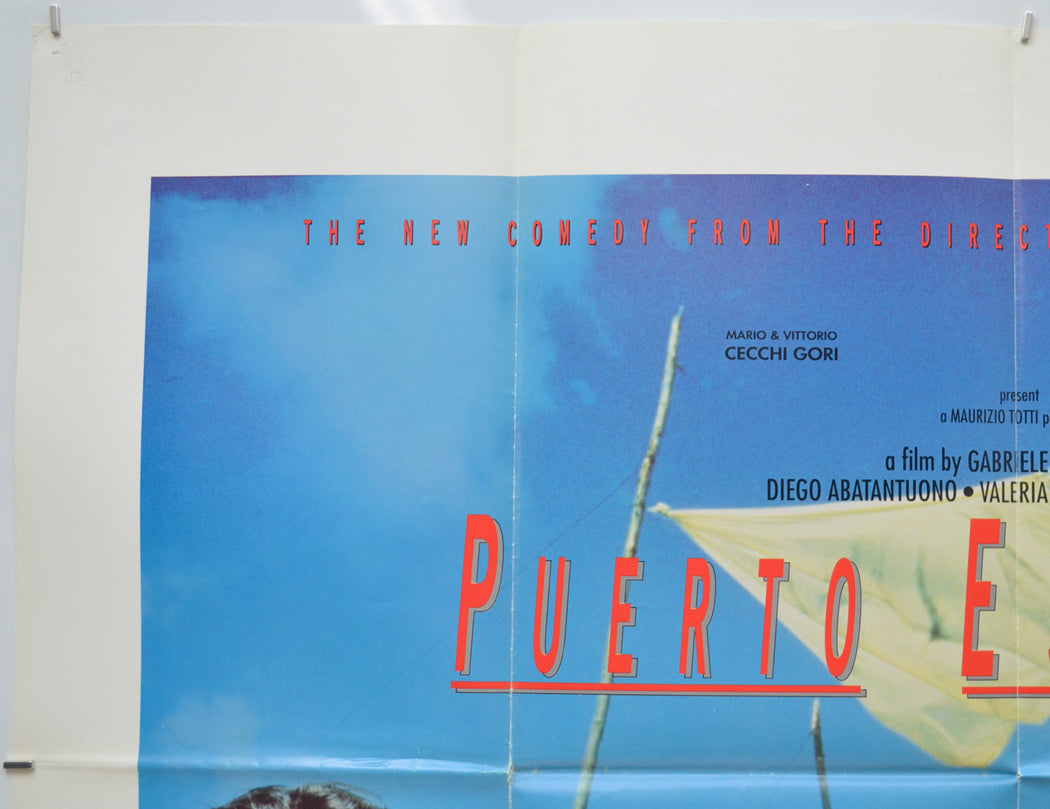 THE NEW COMEDY FROM THE DIRECT
MARIO & VITTORIO
CECCHI GORI
present
a MAURIZIO TOTTI p
a film by GABRIELE
DIEGO ABATANTUONO • VALERIA
PUERTO E